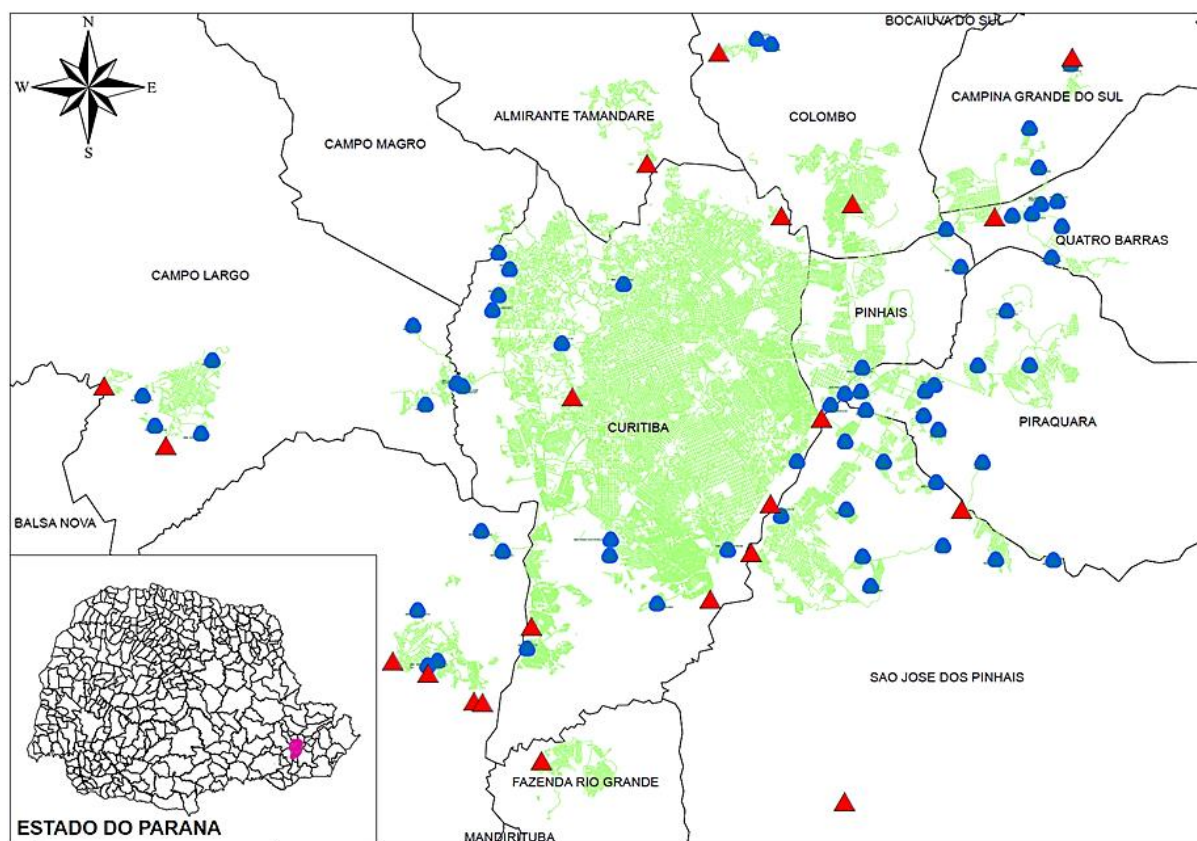 BOCAIUVA DO SUL
N
W
E
S
CAMPINA GRANDE DO SUL
ALMIRANTE TAMANDARE
COLOMBO
CAMPO MAGRO
QUATRO BARRAS
CAMPO LARGO
PINHAIS
PIRAQUARA
CURITIBA
BALSA NOVA
SAO JOSE DOS PINHAIS
FAZENDA RIO GRANDE
ESTADO DO PARANA
MANDIRITUBA